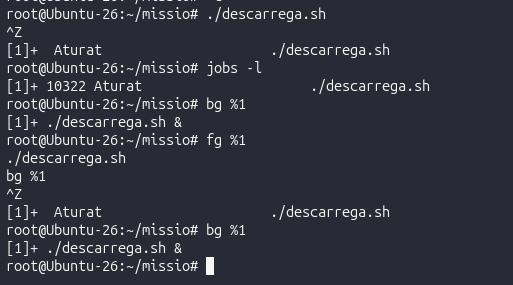 root@Ubuntu-26:~/missio# ./descarrega.sh
^Z
[1]+  Aturat                 ./descarrega.sh
root@Ubuntu-26:~/missio# jobs -l
[1]+ 10322 Aturat                     ./descarrega.sh
root@Ubuntu-26:~/missio# bg %1
[1]+ ./descarrega.sh &
root@Ubuntu-26:~/missio# fg %1
./descarrega.sh
bg %1
^Z
[1]+  Aturat                 ./descarrega.sh
root@Ubuntu-26:~/missio# bg %1
[1]+ ./descarrega.sh &
root@Ubuntu-26:~/missio#